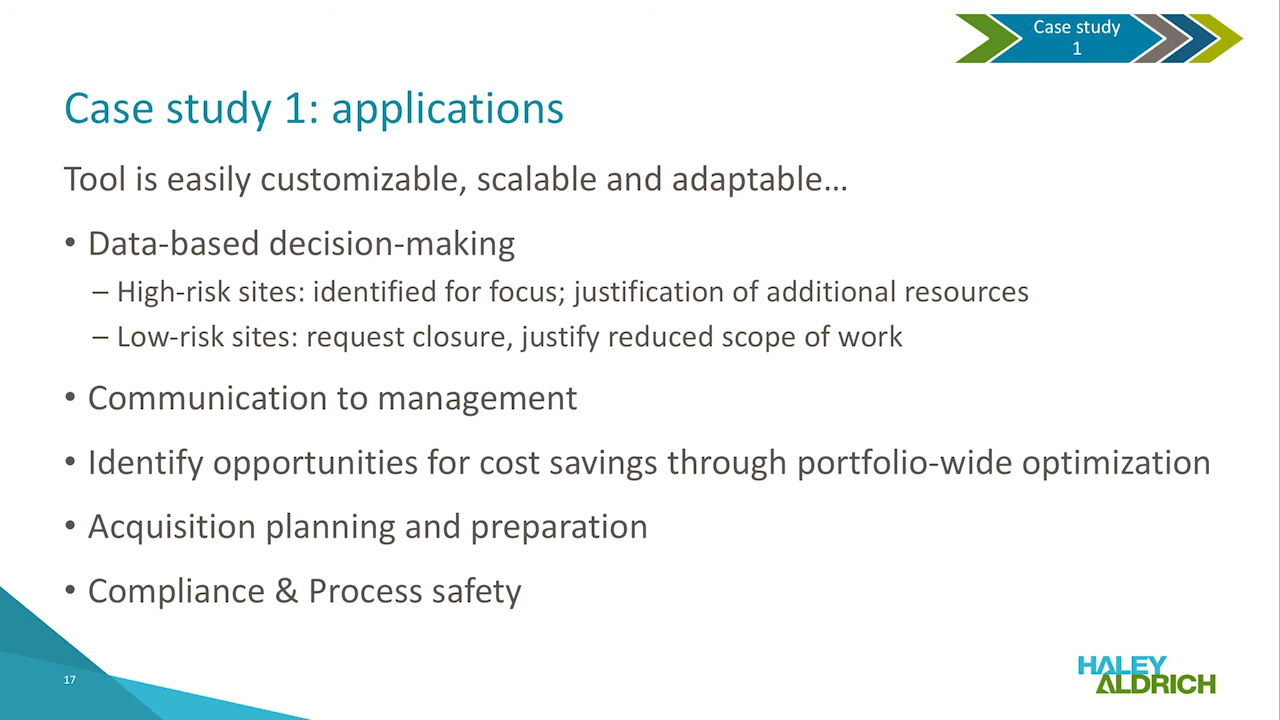 Case study
1
Case study 1: applications
Tool is easily customizable, scalable and adaptable…
• Data-based decision-making
– High-risk sites: identified for focus; justification of additional resources
– Low-risk sites: request closure, justify reduced scope of work
• Communication to management
• Identify opportunities for cost savings through portfolio-wide optimization
• Acquisition planning and preparation
• Compliance & Process safety
17
HALEY
ALDRICH